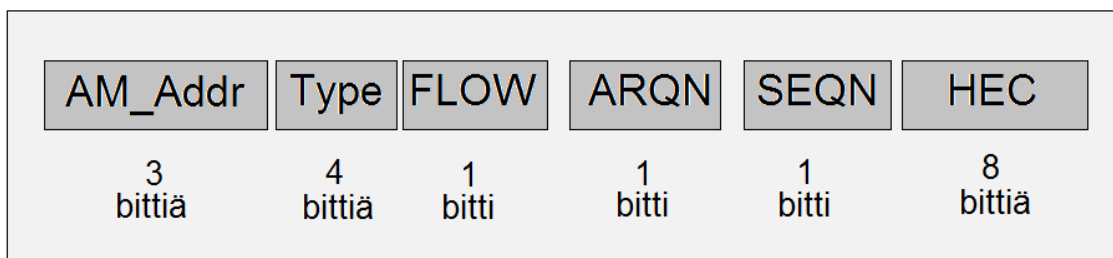 AM_Addr Type FLOW ARQN SEQN HEC
3 4 1 1 1 8
bittiä bittiä bitti bitti bitti bittiä